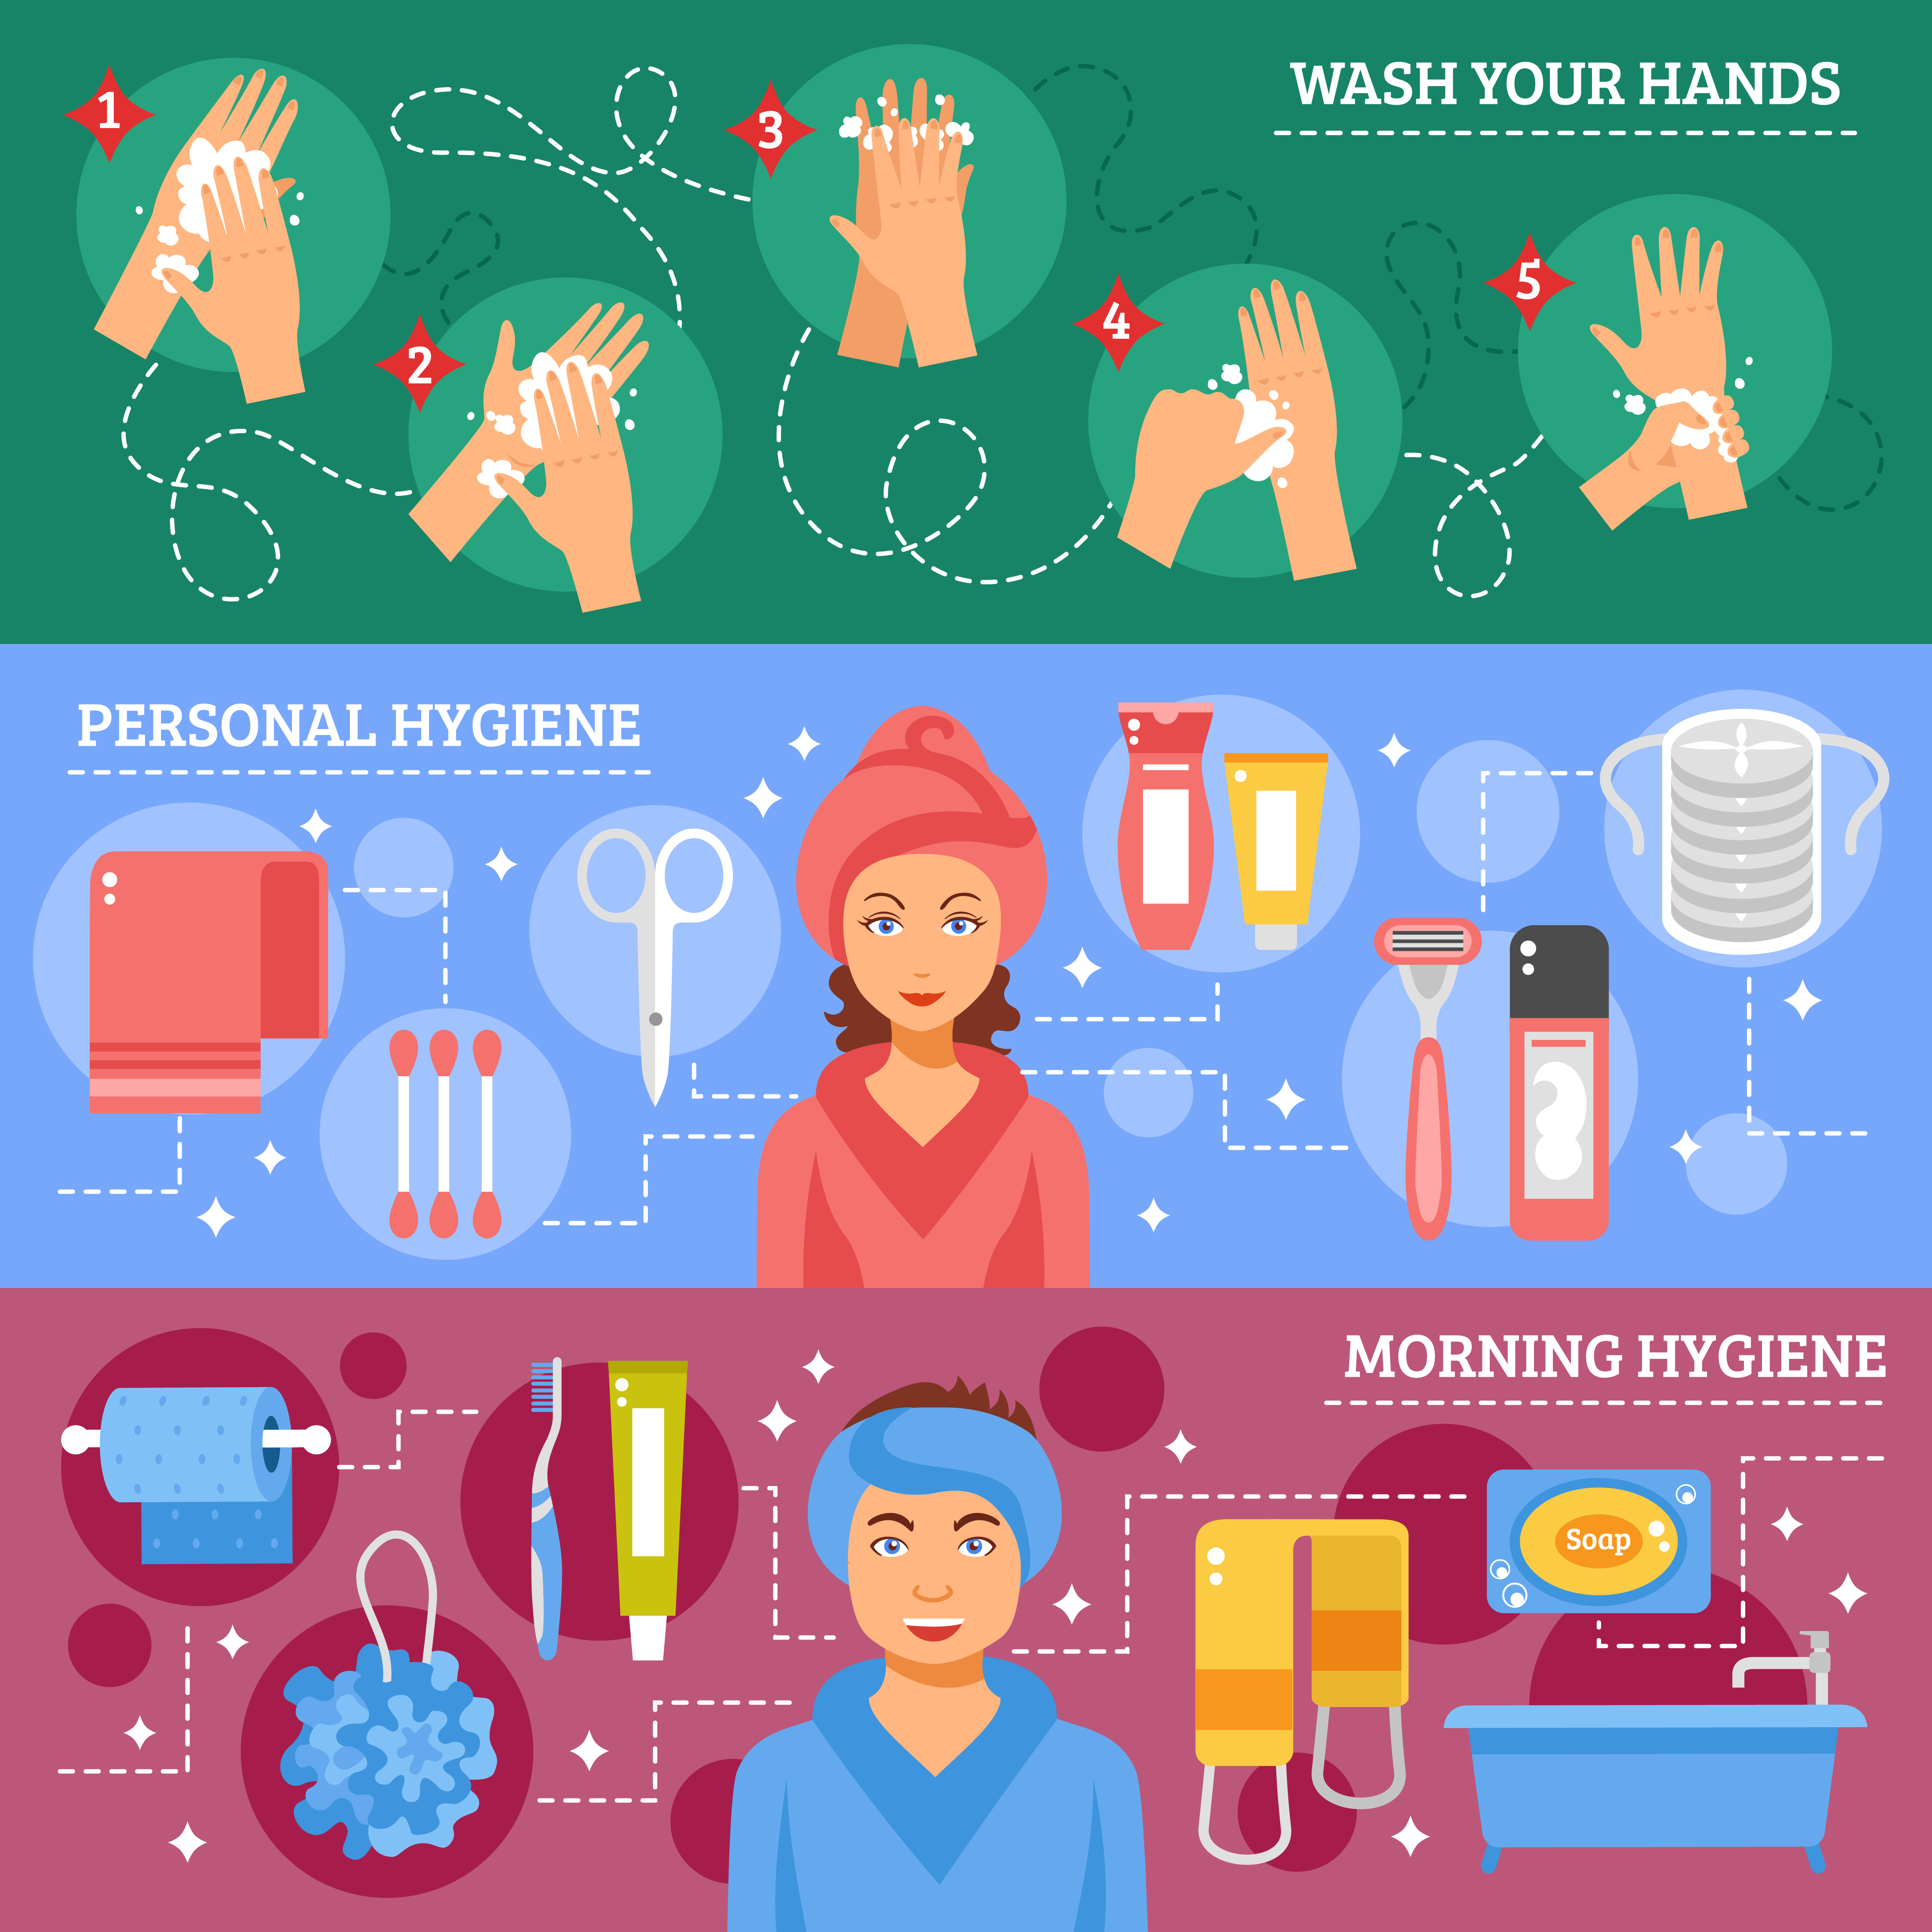 WASH YOUR HANDS
1
2
3
4
5
PERSONAL HYGIENE
MORNING HYGIENE
Soap